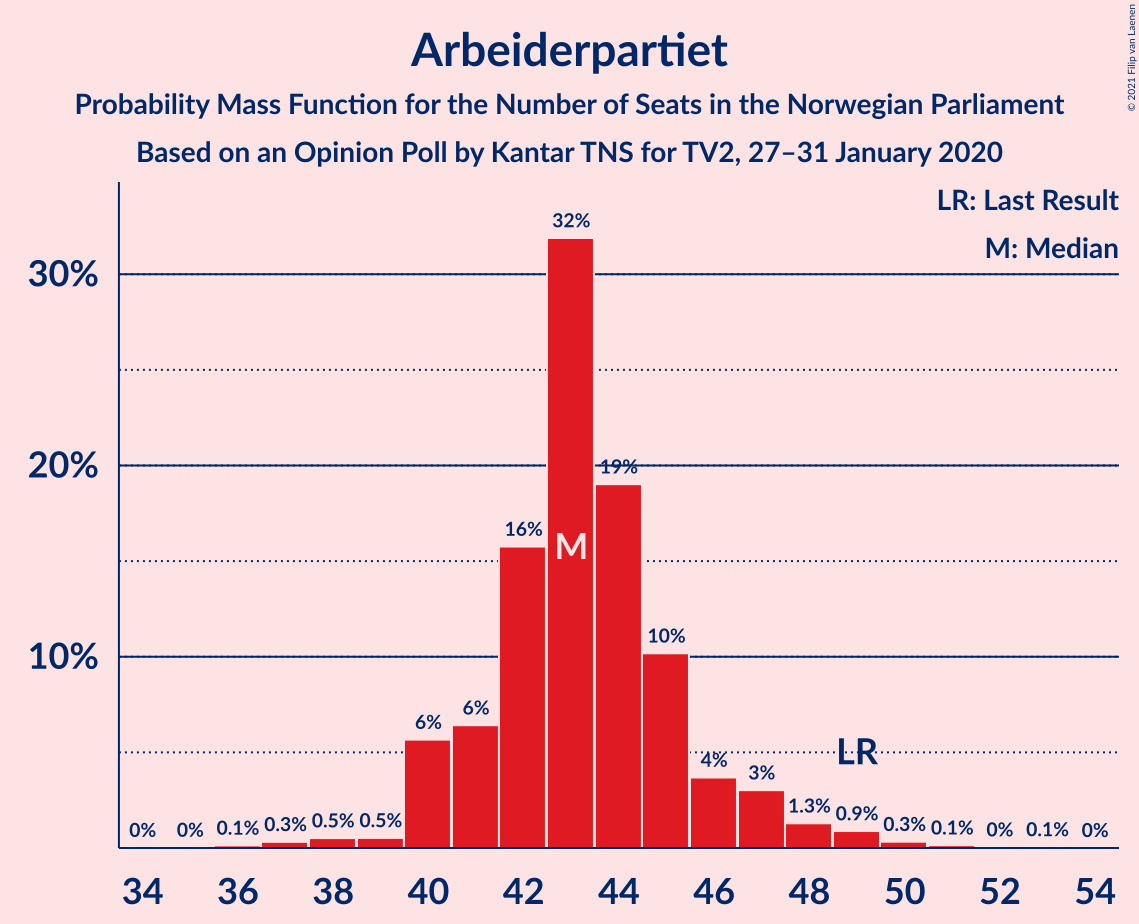 Arbeiderpartiet
Probability Mass Function for the Number of Seats in the Norwegian Parliament
Based on an Opinion Poll by Kantar TNS for TV2, 27–31 January 2020
© 2021 Filip van Laenen
LR: Last Result
M: Median
30%
20%
10%
0%
0%
0.1%
0.3%
0.5%
0.5%
6%
6%
16%
32%
19%
10%
4%
3%
1.3%
0.9%
0.3%
0.1%
0%
0.1%
0%
M
LR
34 36 38 40 42 44 46 48 50 52 54